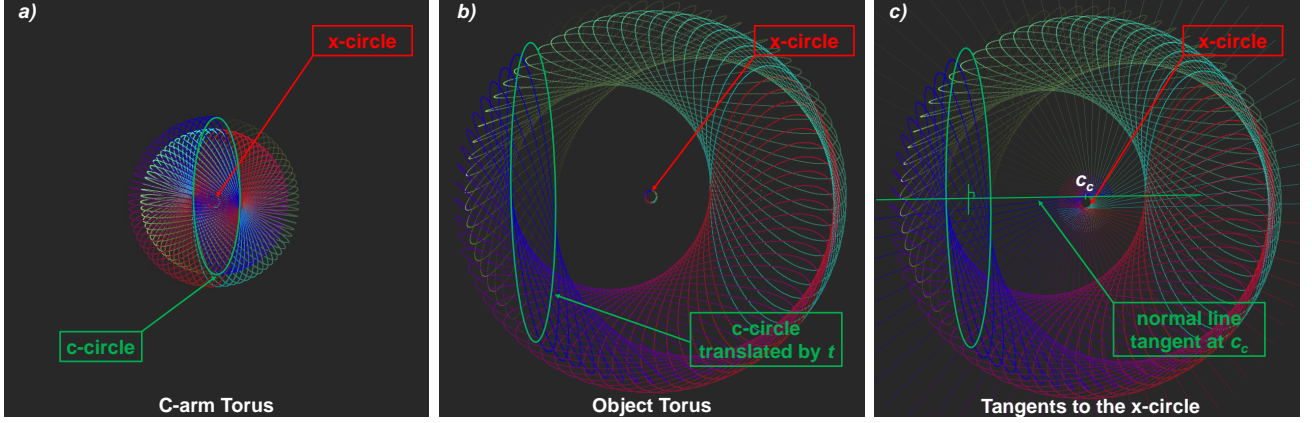 a)
x-circle
c-circle
C-arm Torus
b)
x-circle
c-circle
translated by t
Object Torus
c)
x-circle
c_c
normal line
tangent at c_c
Tangents to the x-circle